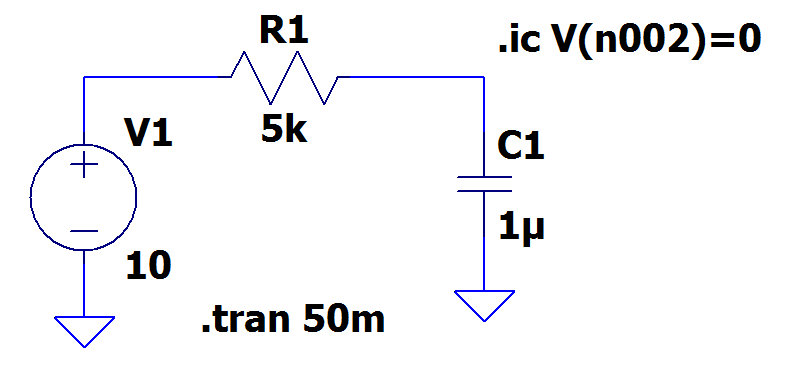 R1
.ic V(n002)=0
V1
5k
C1
1µ
10
.tran 50m